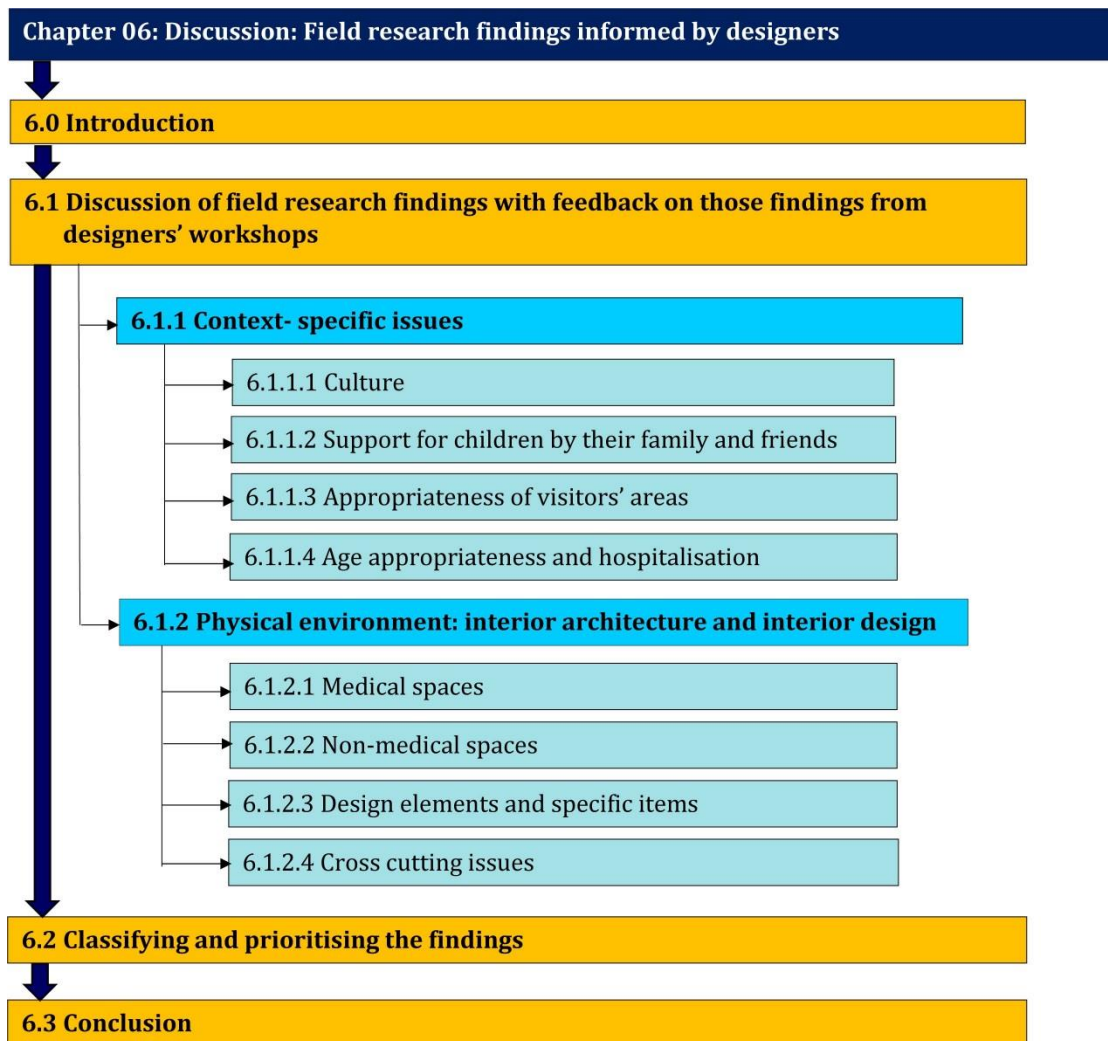 Chapter 06: Discussion: Field research findings informed by designers
6.0 Introduction
6.1 Discussion of field research findings with feedback on those findings from
designers’ workshops
6.1.1 Context- specific issues
6.1.1.1 Culture
6.1.1.2 Support for children by their family and friends
6.1.1.3 Appropriateness of visitors’ areas
6.1.1.4 Age appropriateness and hospitalisation
6.1.2 Physical environment: interior architecture and interior design
6.1.2.1 Medical spaces
6.1.2.2 Non-medical spaces
6.1.2.3 Design elements and specific items
6.1.2.4 Cross cutting issues
6.2 Classifying and prioritising the findings
6.3 Conclusion